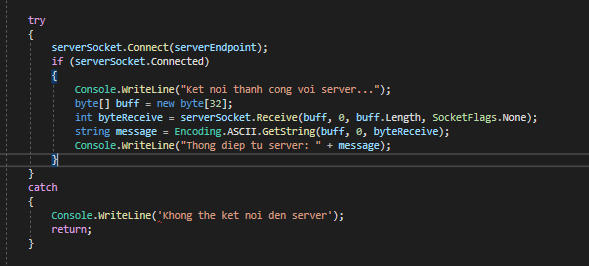 try
{
serverSocket.Connect(serverEndpoint);
if (serverSocket.Connected)
{
Console.WriteLine("Ket noi thanh cong voi server...");
byte[] buff = new byte[32];
int byteReceive = serverSocket.Receive(buff, 0, buff.Length, SocketFlags.None);
string message = Encoding.ASCII.GetString(buff, 0, byteReceive);
Console.WriteLine("Thong diep tu server: " + message);
}
}
catch
{
Console.WriteLine('Khong the ket noi den server');
return;
}